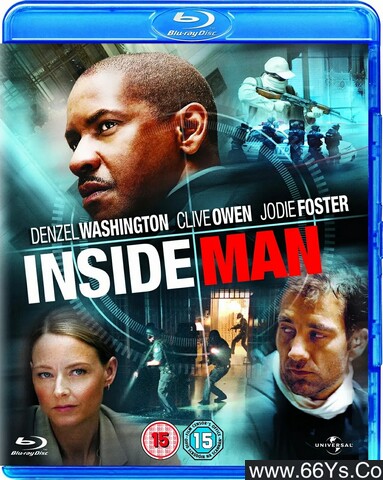 Blu-ray Disc
DENZEL WASHINGTON CLIVE OWEN JODIE FOSTER
INSIDE MAN
Blu-ray Disc
15
15
UNIVERSAL
www.66Ys.Co